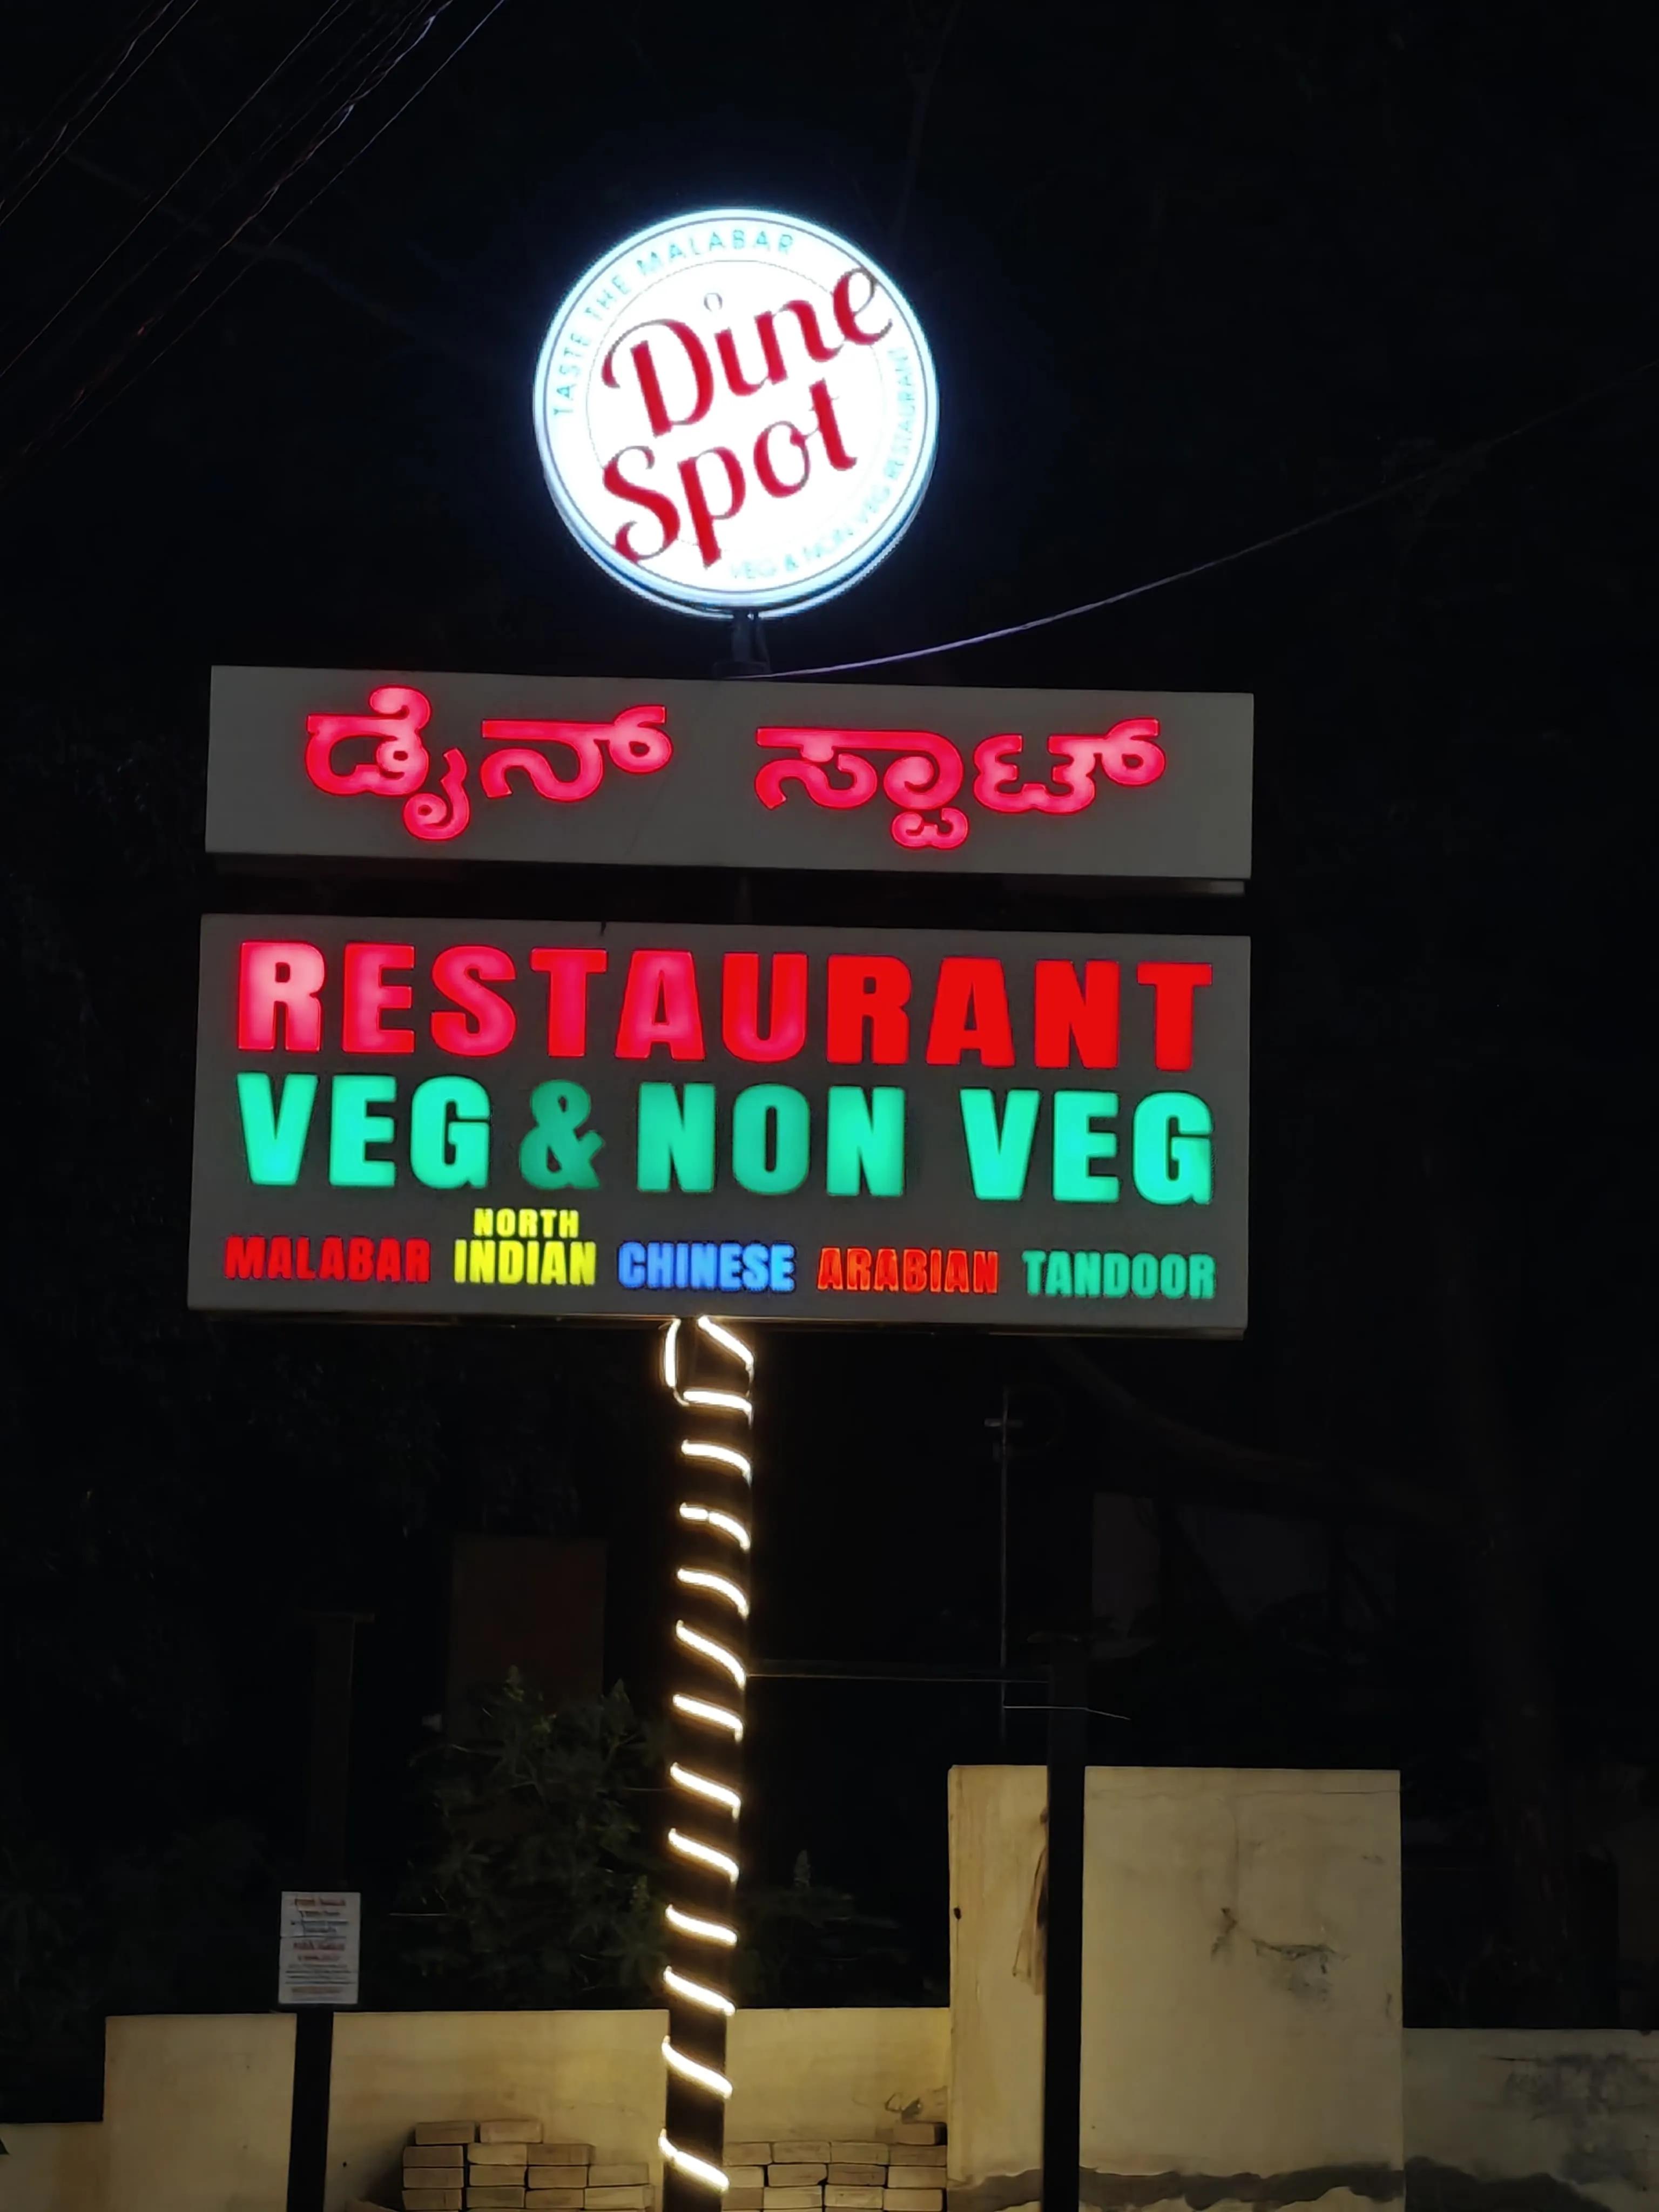 TASTE THE MALABAR
Dine
Spot
VEG & NON VEG RESTAURANT
ಡೈನ್ ಸ್ಪಾಟ್
RESTAURANT
VEG & NON VEG
MALABAR NORTH INDIAN CHINESE ARABIAN TANDOOR